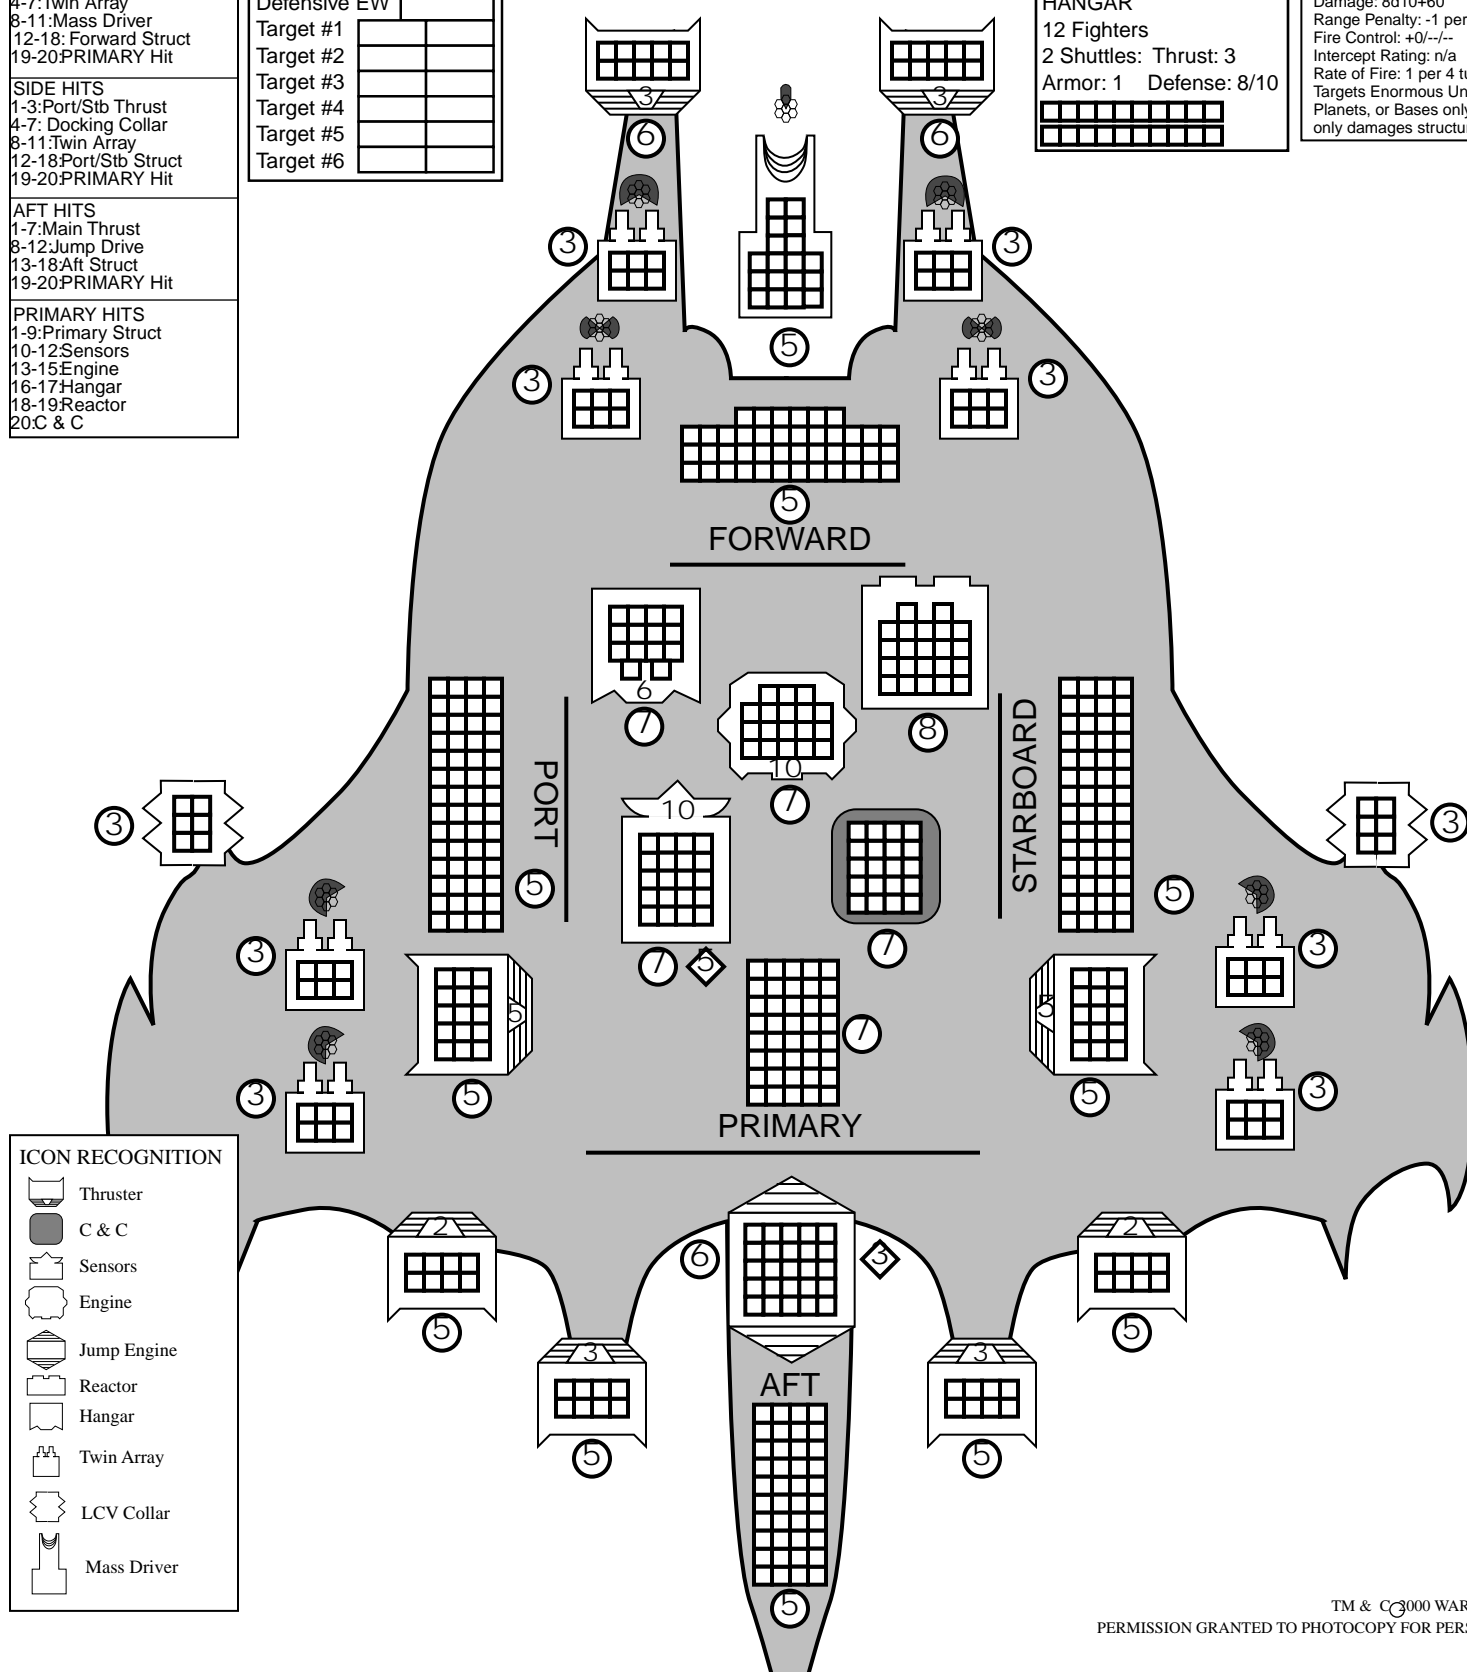 4-7:Twin Array
8-11:Mass Driver
12-18: Forward Struct
19-20:PRIMARY Hit
SIDE HITS
1-3:Port/Stb Thrust
4-7: Docking Collar
8-11:Twin Array
12-18:Port/Stb Struct
19-20:PRIMARY Hit
AFT HITS
1-7:Main Thrust
8-12:Jump Drive
13-18:Aft Struct
19-20:PRIMARY Hit
PRIMARY HITS
1-9:Primary Struct
10-12:Sensors
13-15:Engine
16-17:Hangar
18-19:Reactor
20:C & C
Defensive EW
Target #1
Target #2
Target #3
Target #4
Target #5
Target #6
HANGAR
12 Fighters
2 Shuttles: Thrust: 3
Armor: 1 Defense: 8/10
Damage: 8d10+60
Range Penalty: -1 per
Fire Control: +0/--/--
Intercept Rating: n/a
Rate of Fire: 1 per 4
Targets Enormous
Planets, or Bases only
only damages
3 3
6 6
3 3
5
3 3
5
FORWARD
6
7
8
10
7
PORT
STARBOARD
3 3
10
5 5
7 5
7
3 3
5 5
7
5 5
3 3
PRIMARY
2 2
6 3
5 5
3 3
AFT
5 5
5
ICON RECOGNITION
Thruster
C & C
Sensors
Engine
Jump Engine
Reactor
Hangar
Twin Array
LCV Collar
Mass Driver
TM & C 2000 WAR
PERMISSION GRANTED TO PHOTOCOPY FOR